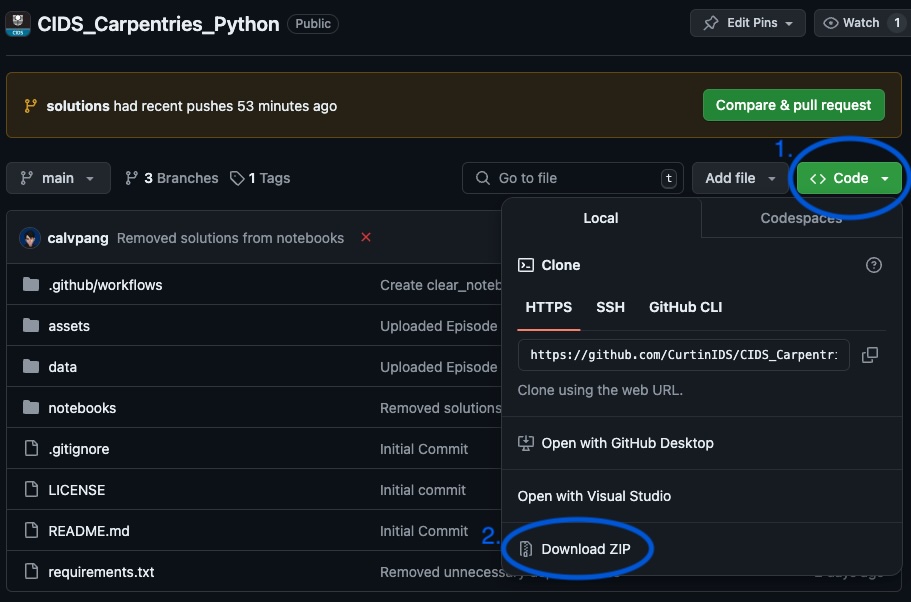 CIDS
CIDS_Carpentries_Python Public
Edit Pins
Watch 1
solutions had recent pushes 53 minutes ago
Compare & pull request
1.
main
3 Branches
1 Tags
Go to file t
Add file
<> Code
calvpang Removed solutions from notebooks
.github/workflows Create clear_noteb
assets Uploaded Episode
data Uploaded Episode
notebooks Removed solutions
.gitignore Initial Commit
LICENSE Initial commit
README.md Initial Commit
requirements.txt Removed unnecessary
Local
Codespaces
Clone
HTTPS SSH GitHub CLI
https://github.com/CurtinIDS/CIDS_Carpentri
Clone using the web URL.
Open with GitHub Desktop
Open with Visual Studio
2.
Download ZIP